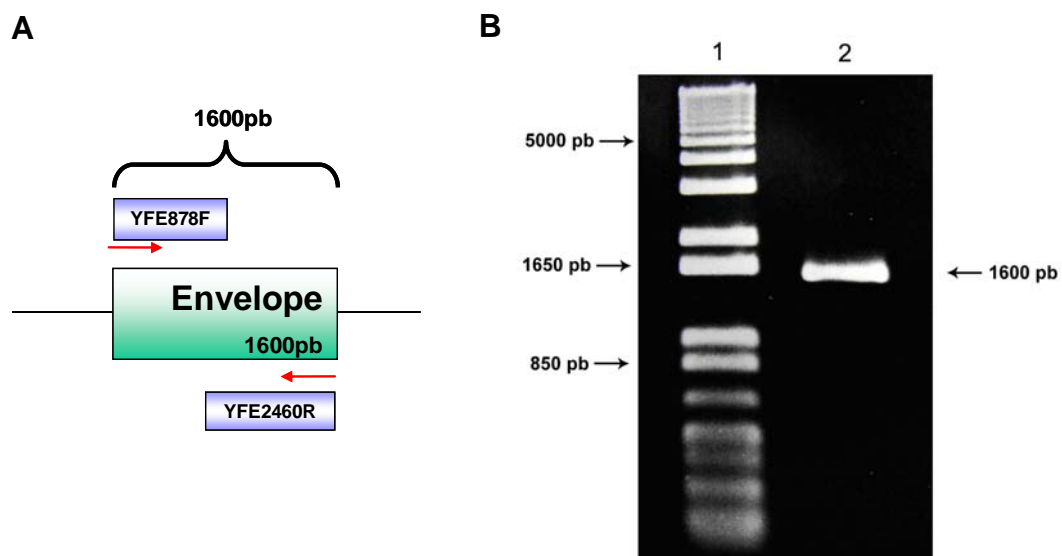 A
1600pb
YFE878F
Envelope
1600pb
YFE2460R
B
1 2
5000 pb
1650 pb
1600 pb
850 pb